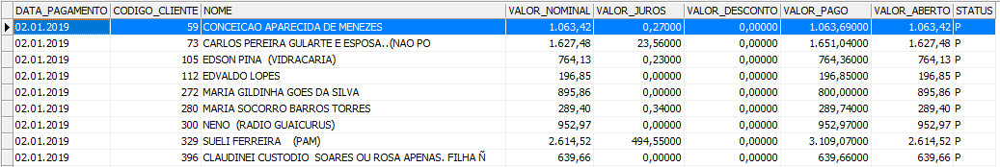 DATA_PAGAMENTO CODIGO_CLIENTE NOME VALOR_NOMINAL VALOR_JUROS VALOR_DESCONTO VALOR_PAGO VALOR_ABERTO STATUS
02.01.2019 59 CONCEICAO APARECIDA DE MENEZES 1.063,42 0,27000 0,00000 1.063,69000 1.063,42 P
02.01.2019 73 CARLOS PEREIRA GULARTE E ESPOSA..(NAO PO 1.627,48 23,56000 0,00000 1.651,04000 1.627,48 P
02.01.2019 105 EDSON PINA (VIDRACARIA) 764,13 0,23000 0,00000 764,36000 764,13 P
02.01.2019 112 EDVALDO LOPES 196,85 0,00000 0,00000 196,85000 196,85 P
02.01.2019 272 MARIA GILDINHA GOES DA SILVA 895,86 0,00000 0,00000 800,00000 895,86 P
02.01.2019 280 MARIA SOCORRO BARROS TORRES 289,40 0,34000 0,00000 289,74000 289,40 P
02.01.2019 300 NENO (RADIO GUAICURUS) 952,97 0,00000 0,00000 952,97000 952,97 P
02.01.2019 329 SUELI FERREIRA (PAM) 2.614,52 494,55000 0,00000 3.109,07000 2.614,52 P
02.01.2019 396 CLAUDINEI CUSTODIO SOARES OU ROSA APENAS. FILHA Ñ 639,66 0,00000 0,00000 639,66000 639,66 P